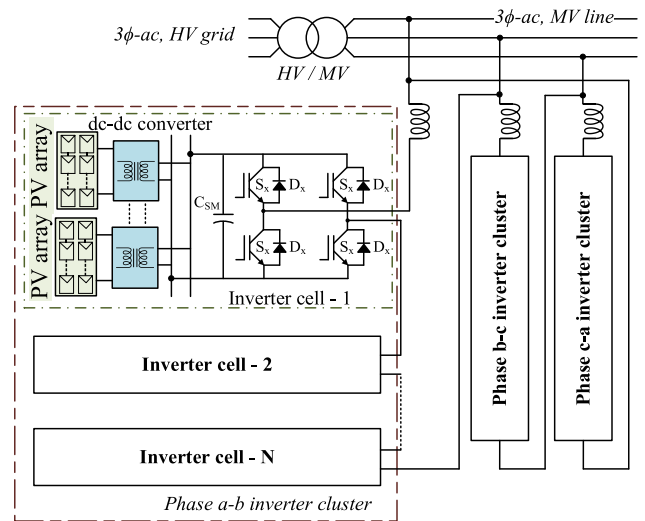 3ϕ-ac, MV line
3ϕ-ac, HV grid
HV / MV
dc-dc converter
PV array
PV array
C_SM
S_x
D_x
S_x
D_x
S_x
D_x
S_x
D_x
Inverter cell - 1
Inverter cell - 2
Inverter cell - N
Phase a-b inverter cluster
Phase b-c inverter cluster
Phase c-a inverter cluster